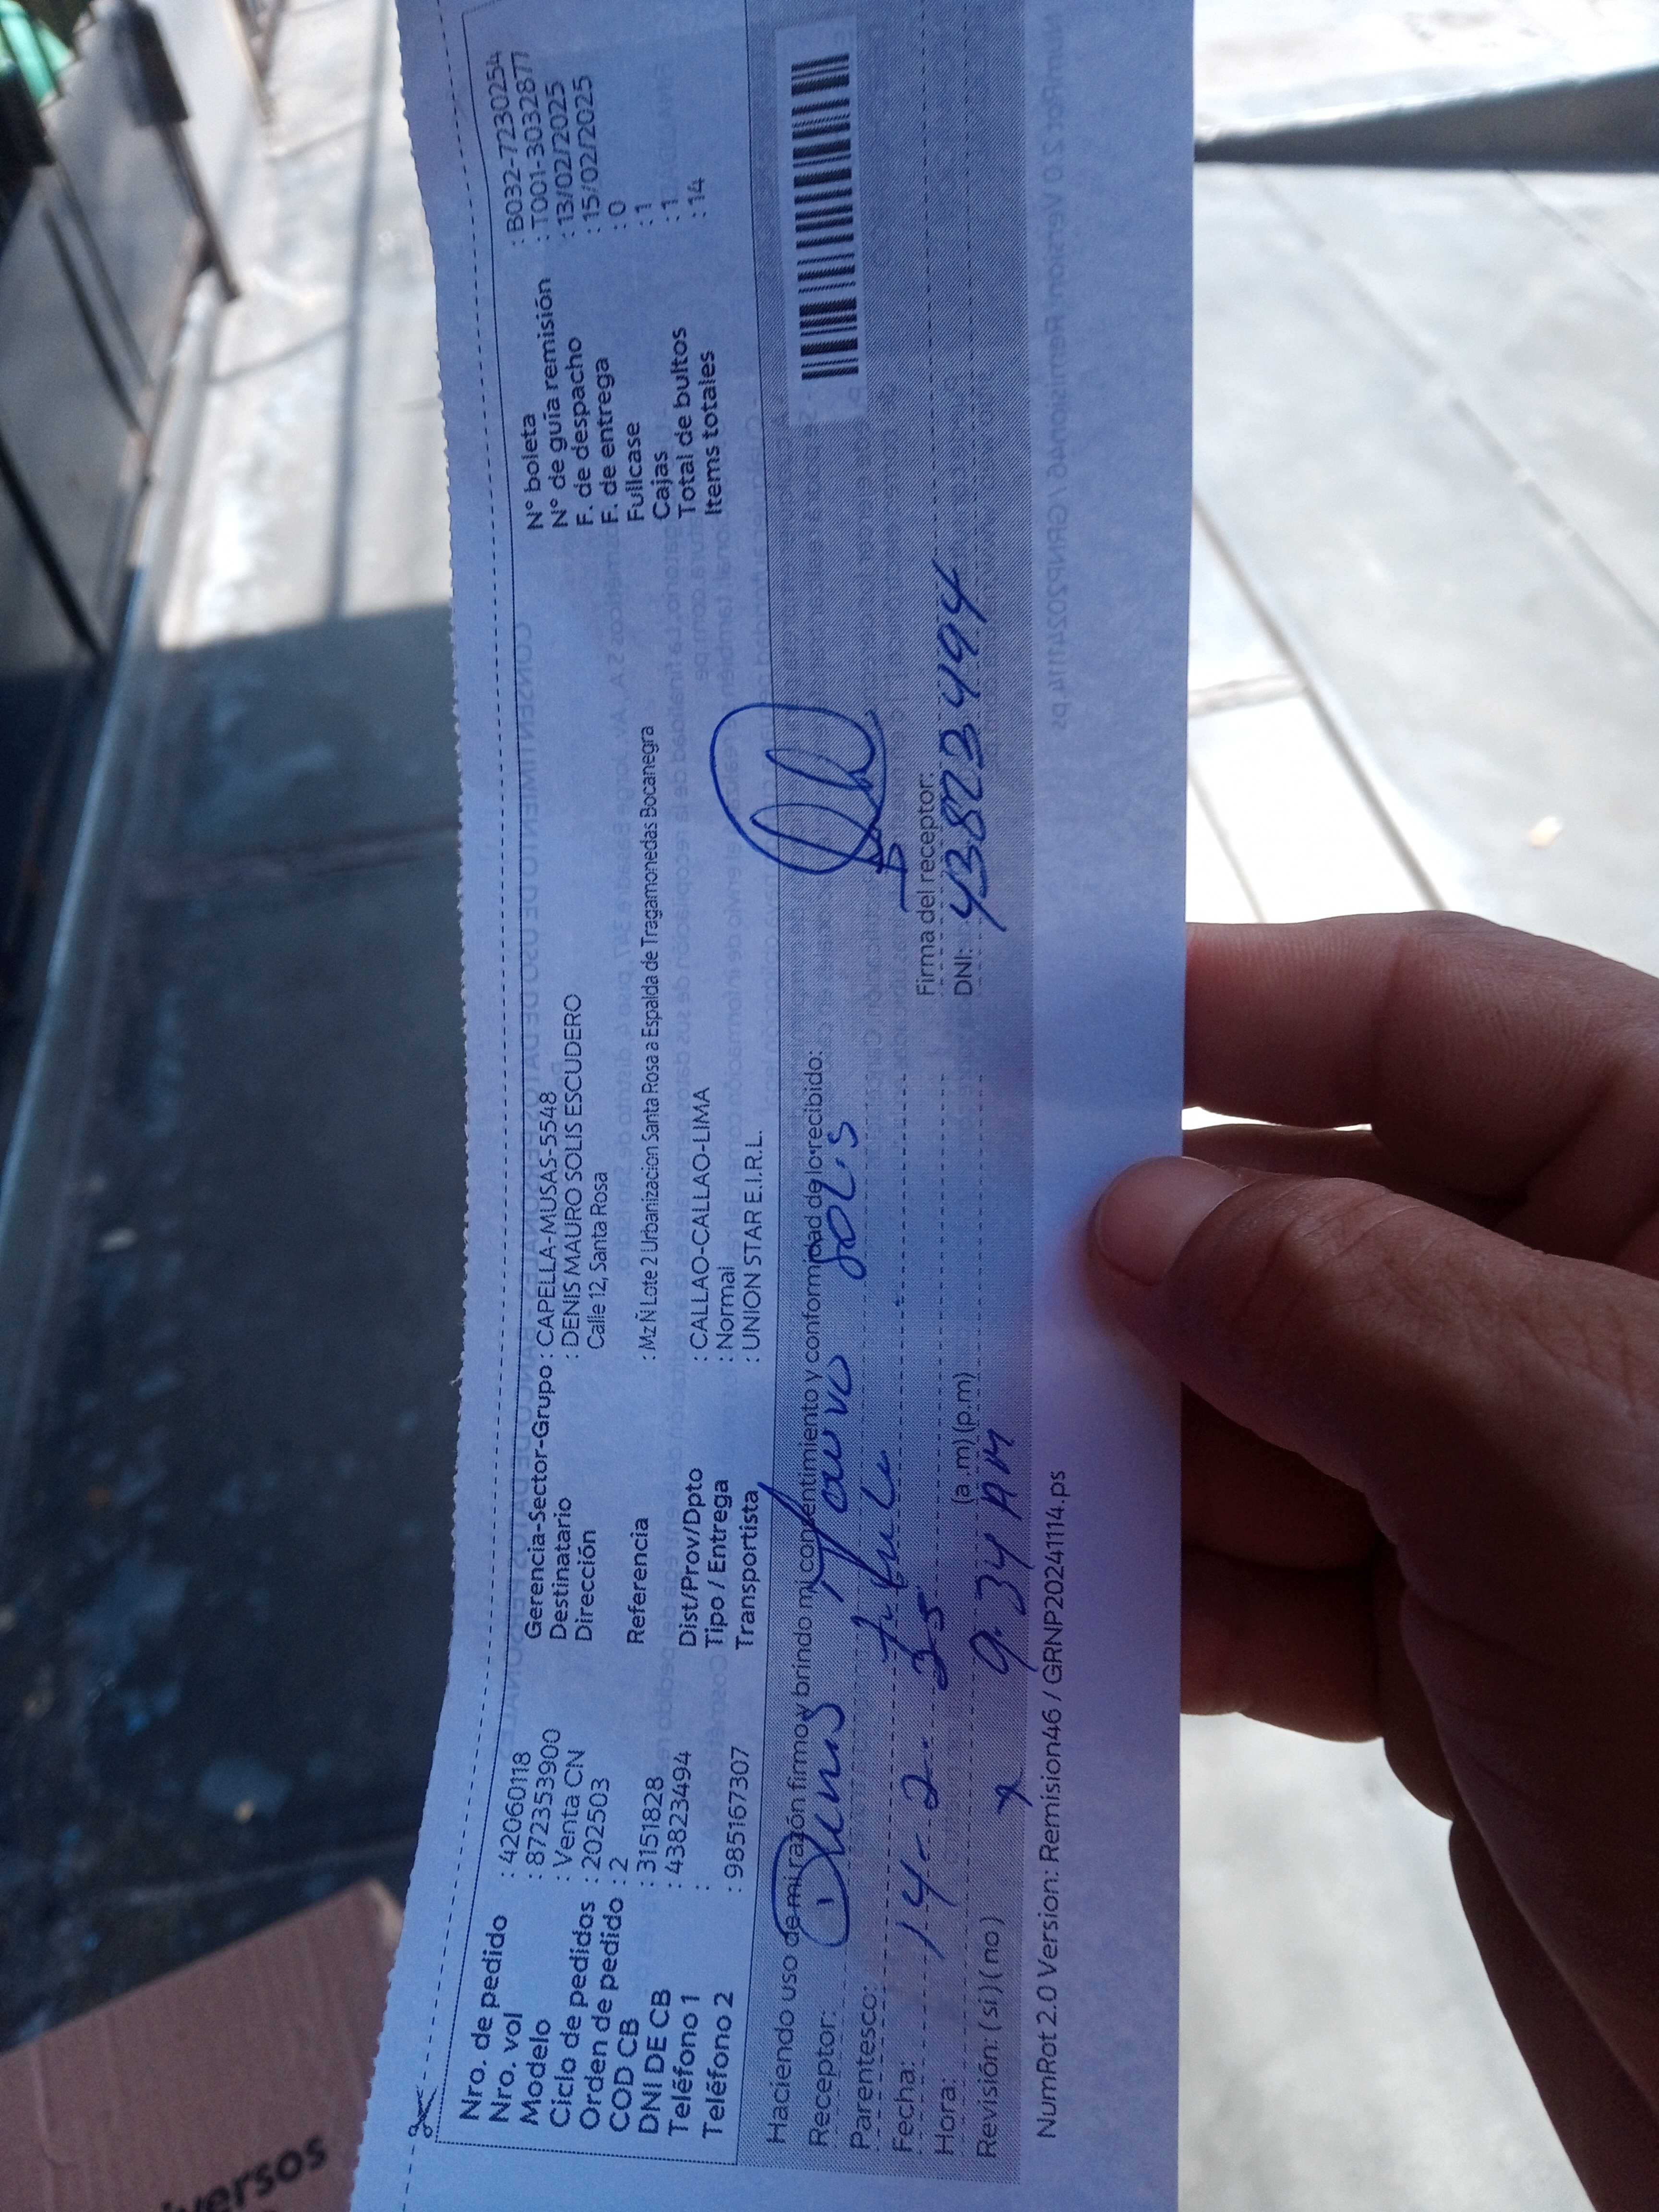 Nro. de pedido : 42060118
Nro. vol : 8723539OO
Modelo : Venta CN
Ciclo de pedidos : 202503
Orden de pedido : 2
COD CB : 3151828
DNI DE CB : 43823494
Teléfono 1 :
Teléfono 2 : 985167307
Gerencia-Sector-Grupo : CAPELLA-MUSAS-5548
Destinatario : DENIS MAURO SOLIS ESCUDERO
Dirección Calle 12, Santa Rosa
Referencia : Mz Ñ Lote 2 Urbanizacion Santa Rosa a Espalda de Tragamonedas Bocanegra
Dist/Prov/Dpto : CALLAO-CALLAO-LIMA
Tipo / Entrega : Normal
Transportista : UNION STAR E.I.R.L.
N° boleta : B032-7230254
N° de guía remisión : T001-3032877
F. de despacho : 13/02/2025
F. de entrega : 15/02/2025
Fullcase : 0
Cajas : 1
Total de bultos : 1
Items totales : 14
Haciendo uso de mi razón firmo y brindo mi consentimiento y conformidad de lo recibido:
Receptor: Denis Mauro SOLIS
Parentesco:
Fecha: 14-2-25
Hora: 9.34 AM (a.m) (p.m)
Revisión: (si) (no) x
Firma del receptor:
DNI: 43823494
NumRot 2.0 Version: Remision46 / GRNP20241114.ps
iversos